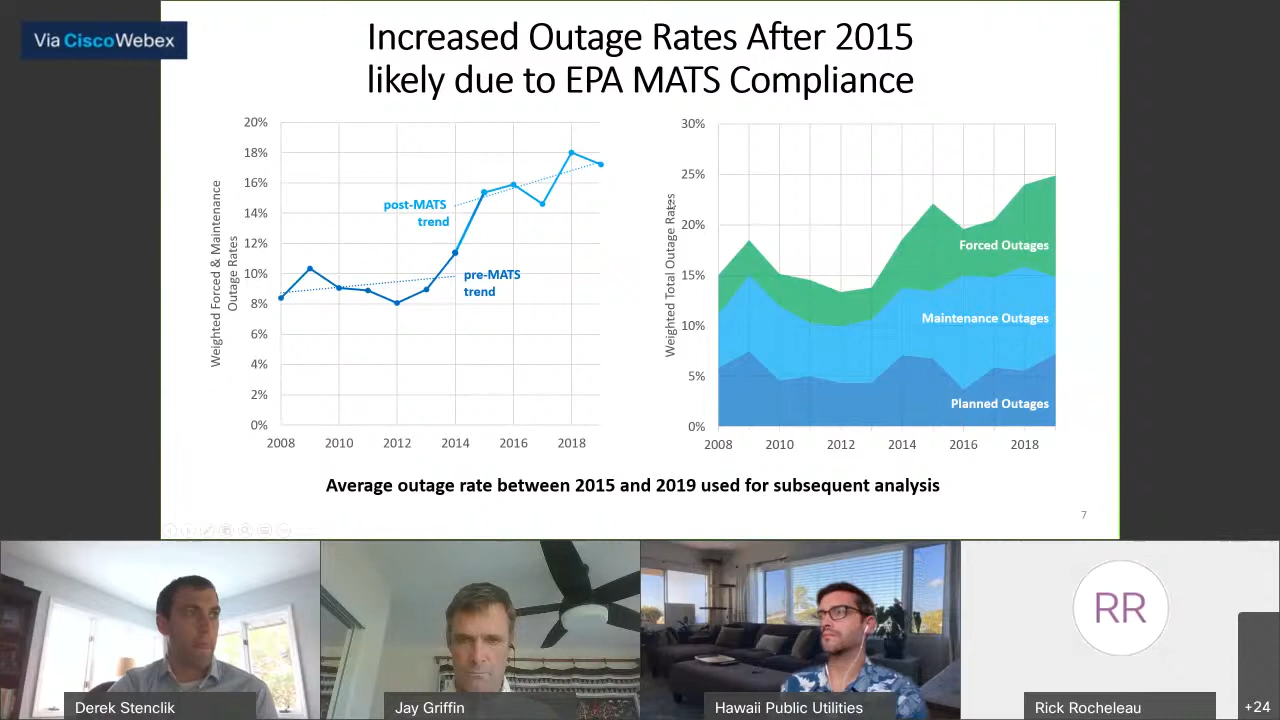 Via Cisco Webex
Increased Outage Rates After 2015
likely due to EPA MATS Compliance
Weighted Forced & Maintenance
Outage Rates
20%
18%
16%
14%
12%
10%
8%
6%
4%
2%
0%
post-MATS
trend
pre-MATS
trend
2008
2010
2012
2014
2016
2018
Weighted Total Outage Rates
30%
25%
20%
15%
10%
5%
0%
Forced Outages
Maintenance Outages
Planned Outages
2008
2010
2012
2014
2016
2018
Average outage rate between 2015 and 2019 used for subsequent analysis
7
RR
Derek Stenclik
Jay Griffin
Hawaii Public Utilities
Rick Rocheleau
+24